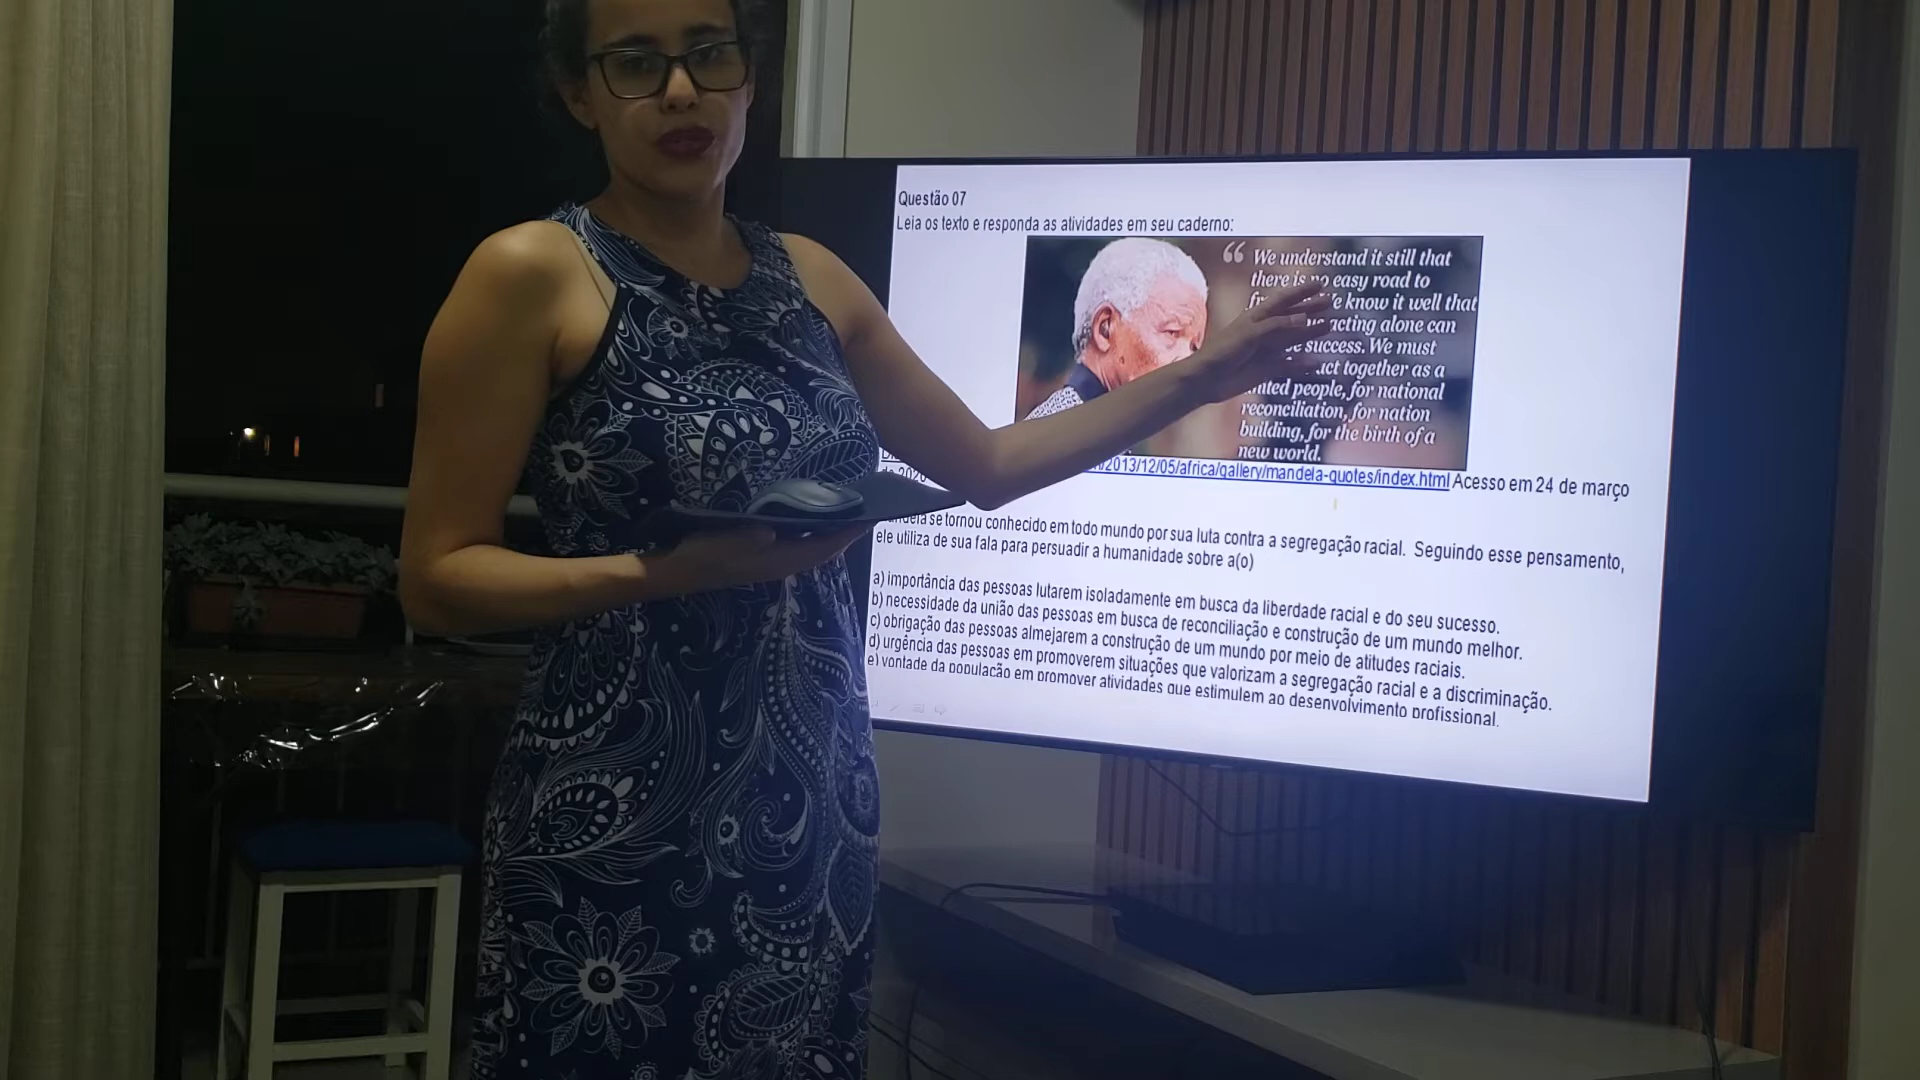 Questão 07
Leia os texto e responda as atividades em seu caderno:
“ We understand it still that
there is no easy road to
We know it well that
acting alone can
success. We must
act together as a
united people, for national
reconciliation, for nation
building, for the birth of a
new world.
2013/12/05/africa/gallery/mandela-quotes/index.html Acesso em 24 de março
de 2020
Mandela se tornou conhecido em todo mundo por sua luta contra a segregação racial. Seguindo esse pensamento,
ele utiliza de sua fala para persuadir a humanidade sobre a(o)
a) importância das pessoas lutarem isoladamente em busca da liberdade racial e do seu sucesso.
b) necessidade da união das pessoas em busca de reconciliação e construção de um mundo melhor.
c) obrigação das pessoas almejarem a construção de um mundo por meio de atitudes raciais.
d) urgência das pessoas em promoverem situações que valorizam a segregação racial e a discriminação.
e) vontade da população em promover atividades que estimulem ao desenvolvimento profissional.